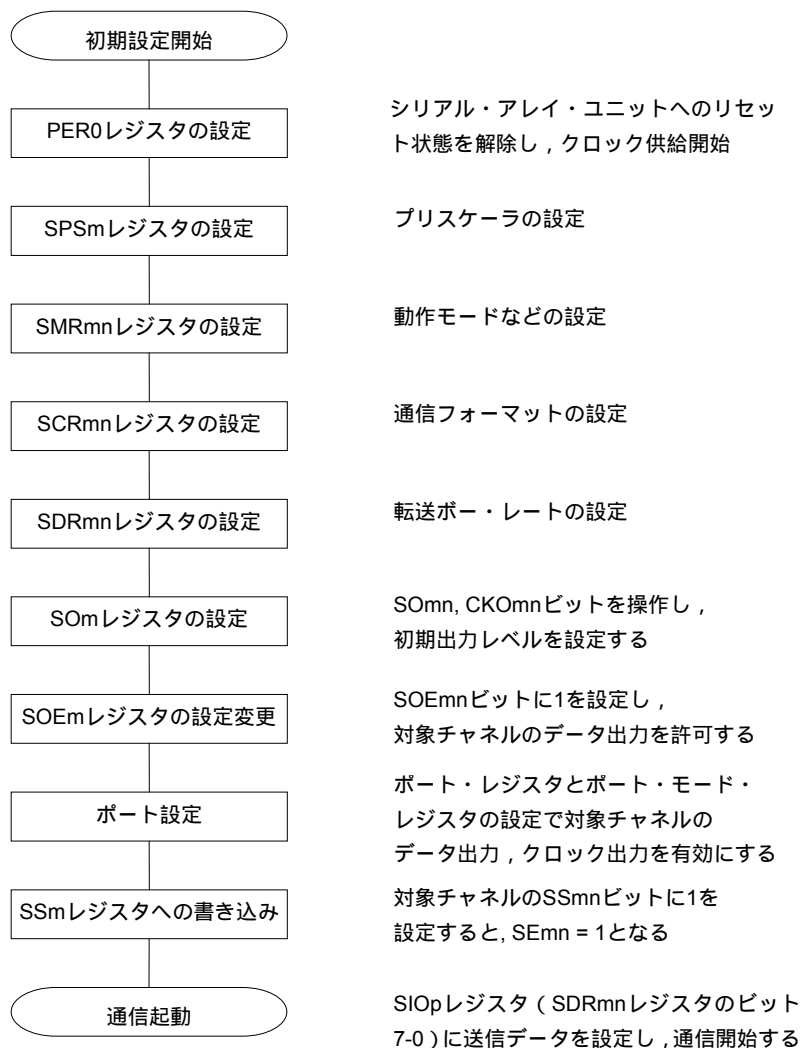 初期設定開始
PER0レジスタの設定
シリアル・アレイ・ユニットへのリセッ
ト状態を解除し，クロック供給開始
SPSmレジスタの設定
プリスケーラの設定
SMRmnレジスタの設定
動作モードなどの設定
SCRmnレジスタの設定
通信フォーマットの設定
SDRmnレジスタの設定
転送ボー・レートの設定
SOmレジスタの設定
SOmn, CKOmnビットを操作し，
初期出力レベルを設定する
SOEmレジスタの設定変更
SOEmnビットに1を設定し，
対象チャネルのデータ出力を許可する
ポート設定
ポート・レジスタとポート・モード・
レジスタの設定で対象チャネルの
データ出力，クロック出力を有効にする
SSmレジスタへの書き込み
対象チャネルのSSmnビットに1を
設定すると, SEmn = 1となる
通信起動
SIOpレジスタ（SDRmnレジスタのビット
7-0）に送信データを設定し，通信開始する